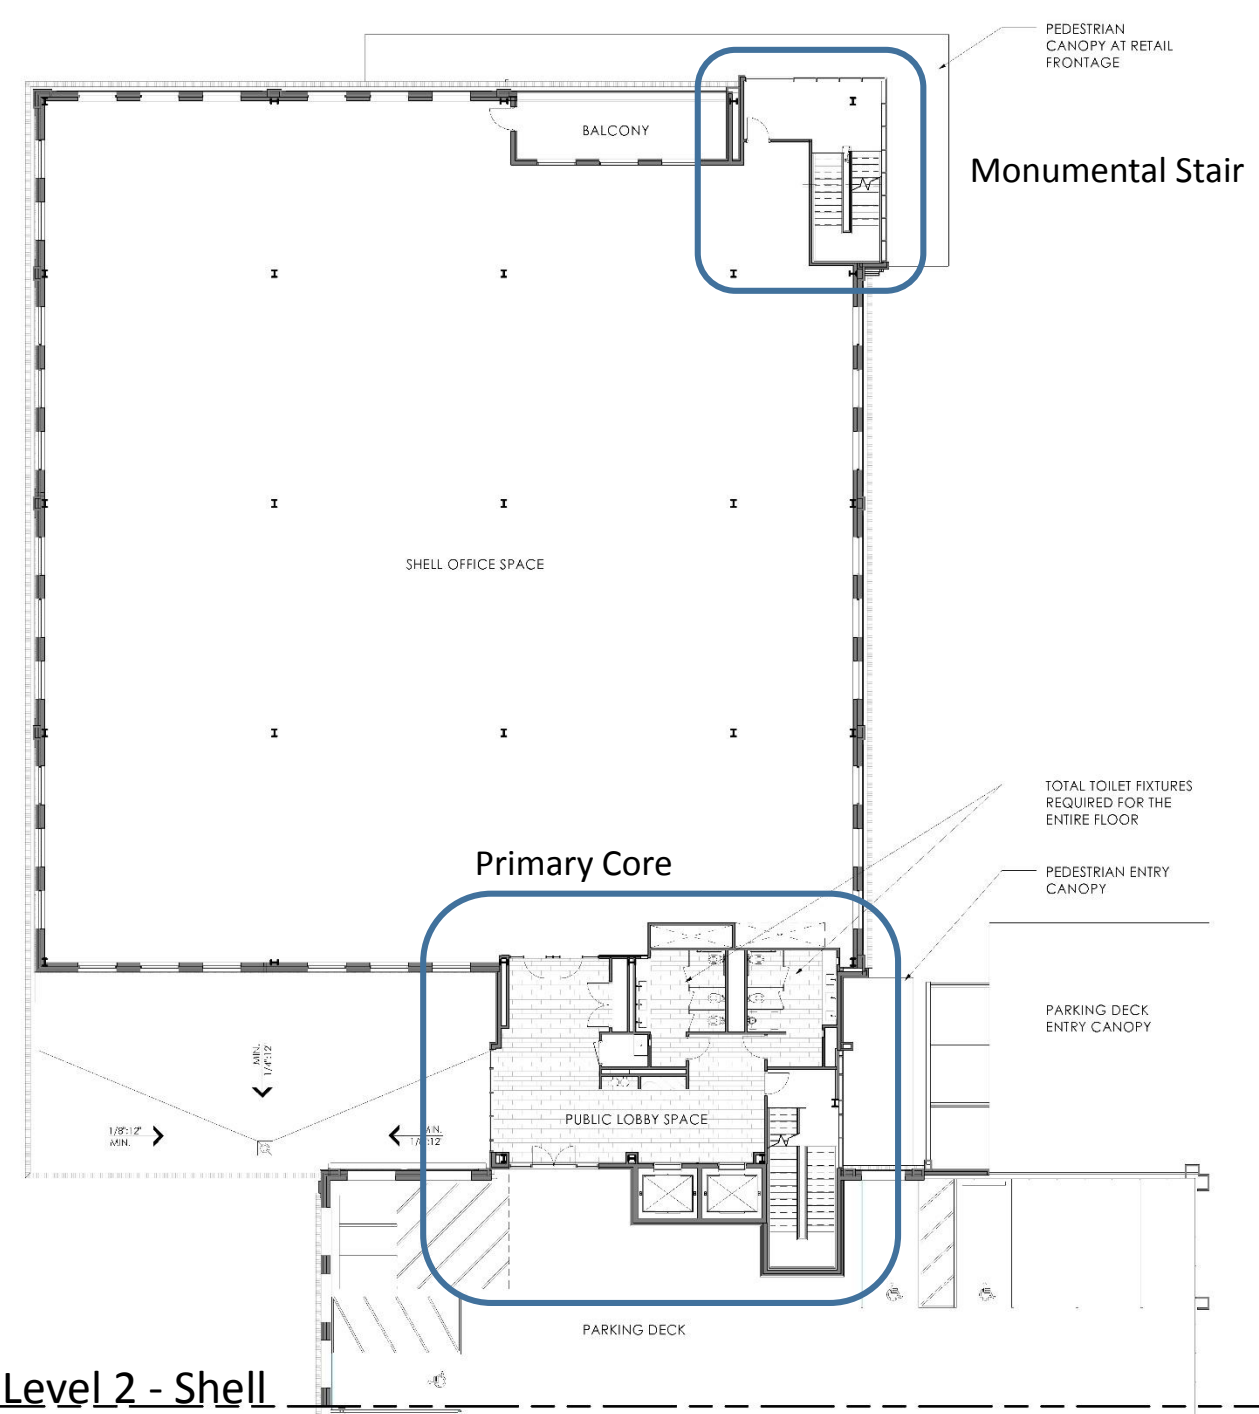 PEDESTRIAN
CANOPY AT RETAIL
FRONTAGE
BALCONY
Monumental Stair
SHELL OFFICE SPACE
TOTAL TOILET FIXTURES
REQUIRED FOR THE
ENTIRE FLOOR
Primary Core
PEDESTRIAN ENTRY
CANOPY
PARKING DECK
ENTRY CANOPY
MIN.
1/4":12"
PUBLIC LOBBY SPACE
1/8":12"
MIN.
PARKING DECK
Level 2 - Shell